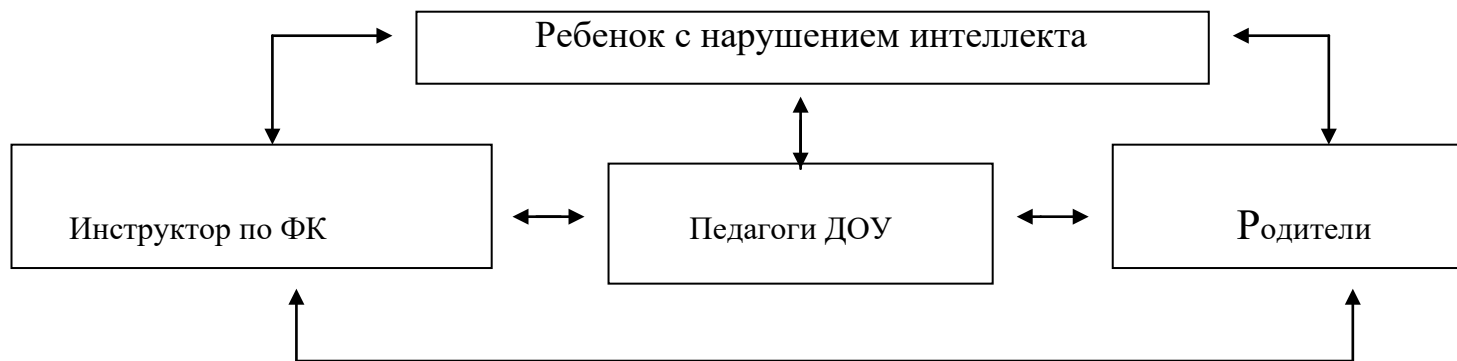 Ребенок с нарушением интеллекта
Инструктор по ФК
Педагоги ДОУ
Родители